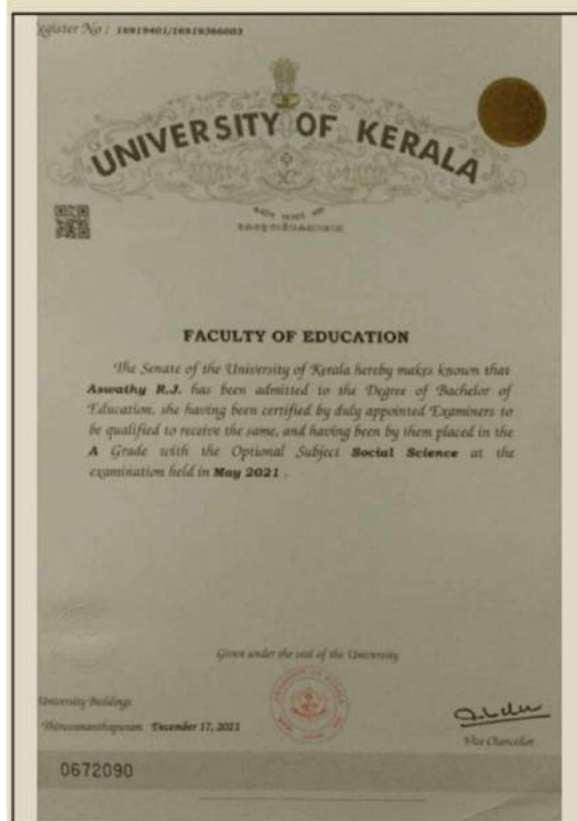 Register No : 16919401/16919366003
UNIVERSITY OF KERALA
FACULTY OF EDUCATION
The Senate of the University of Kerala hereby makes known that
Aswathy R.J. has been admitted to the Degree of Bachelor of
Education, she having been certified by duly appointed Examiners to
be qualified to receive the same, and having been by them placed in the
A Grade with the Optional Subject Social Science at the
examination held in May 2021 .
Given under the seal of the University
University Buildings
Thiruvananthapuram December 17, 2021
Vice Chancellor
0672090